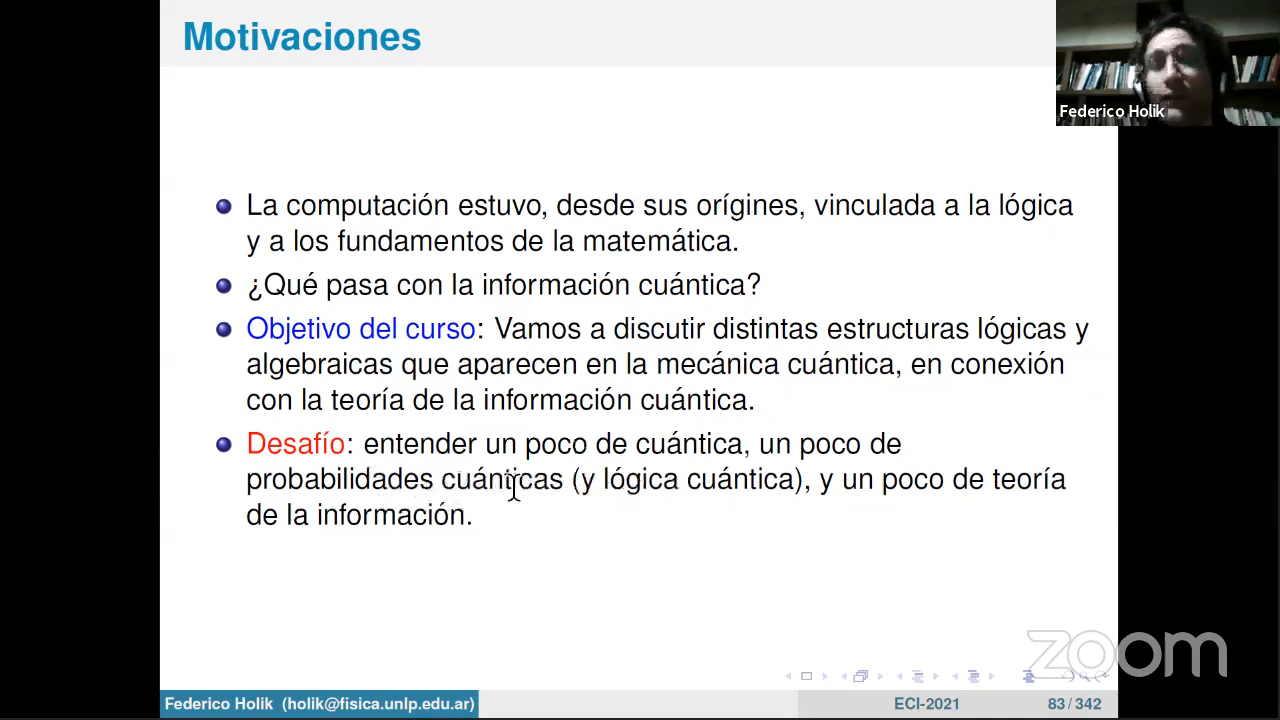 Motivaciones
Federico Holik
La computación estuvo, desde sus orígines, vinculada a la lógica
y a los fundamentos de la matemática.
¿Qué pasa con la información cuántica?
Objetivo del curso: Vamos a discutir distintas estructuras lógicas y
algebraicas que aparecen en la mecánica cuántica, en conexión
con la teoría de la información cuántica.
Desafío: entender un poco de cuántica, un poco de
probabilidades cuánticas (y lógica cuántica), y un poco de teoría
de la información.
zoom
Federico Holik (holik@fisica.unlp.edu.ar)
ECI-2021
83/342